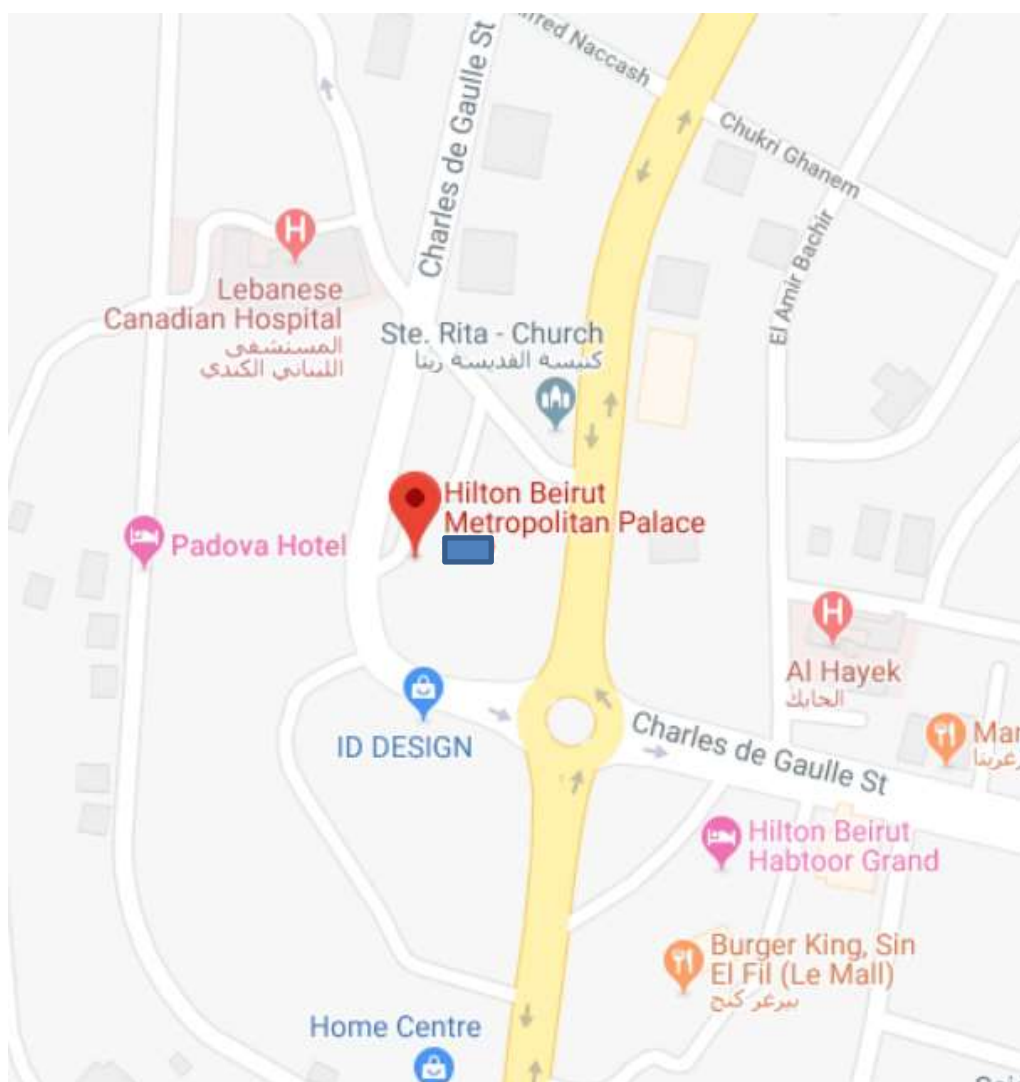 Naccash
Charles de Gaulle St
Chukri Ghanem
El Amir Bachir
H
Lebanese
Canadian Hospital
المستشفى
اللبناني الكندي
Ste. Rita - Church
كنيسة القديسة ريتا
Hilton Beirut
Metropolitan Palace
Padova Hotel
H
Al Hayek
الحايك
ID DESIGN
Charles de Gaulle St
Hilton Beirut
Habtoor Grand
Burger King, Sin
El Fil (Le Mall)
بيرغر كنج
Home Centre